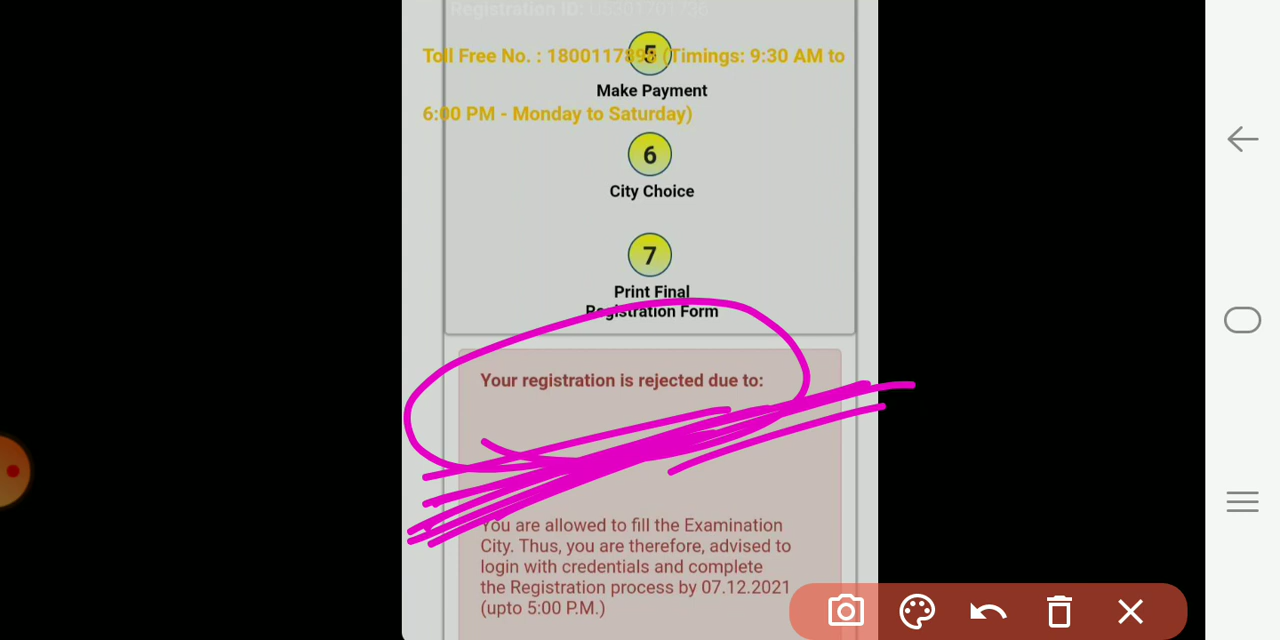 Registration ID:
Toll Free No. : 1800117898 (Timings: 9:30 AM to
5
Make Payment
6:00 PM - Monday to Saturday)
6
City Choice
7
Print Final
Registration Form
Your registration is rejected due to:
You are allowed to fill the Examination
City. Thus, you are therefore, advised to
login with credentials and complete
the Registration process by 07.12.2021
(upto 5:00 P.M.)